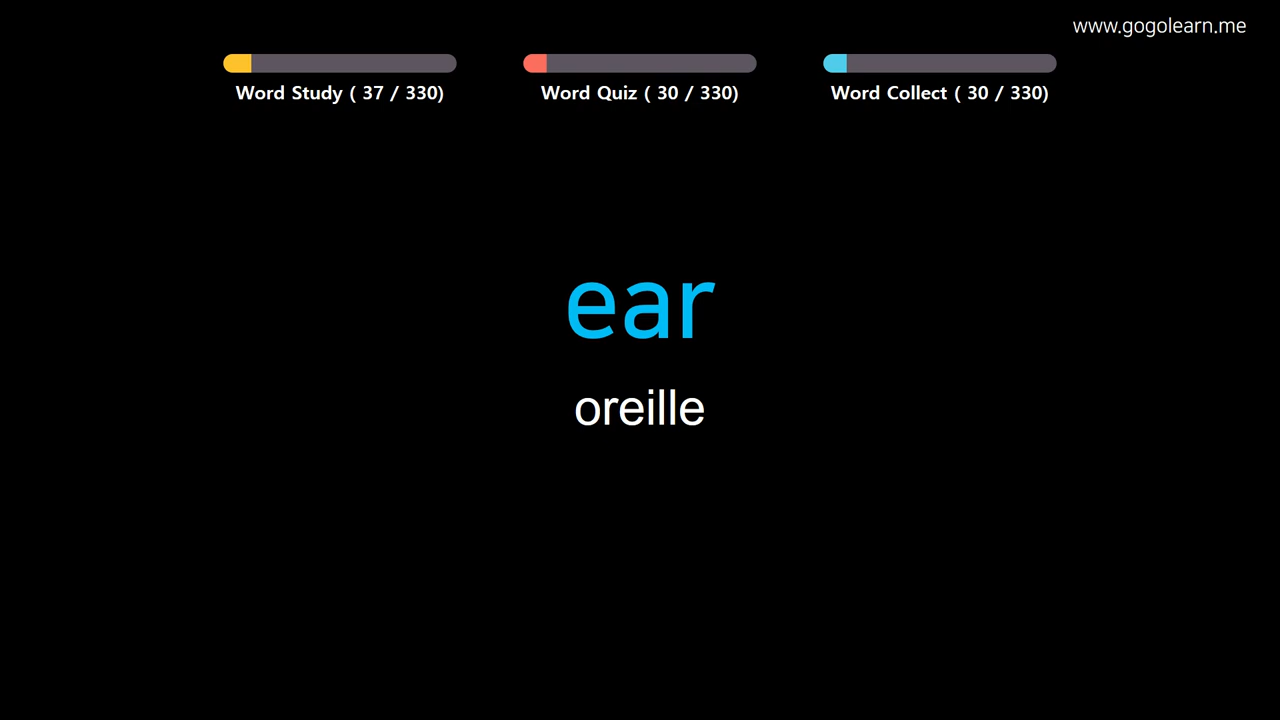 www.gogolearn.me
Word Study ( 37 / 330)
Word Quiz ( 30 / 330)
Word Collect ( 30 / 330)
ear
oreille